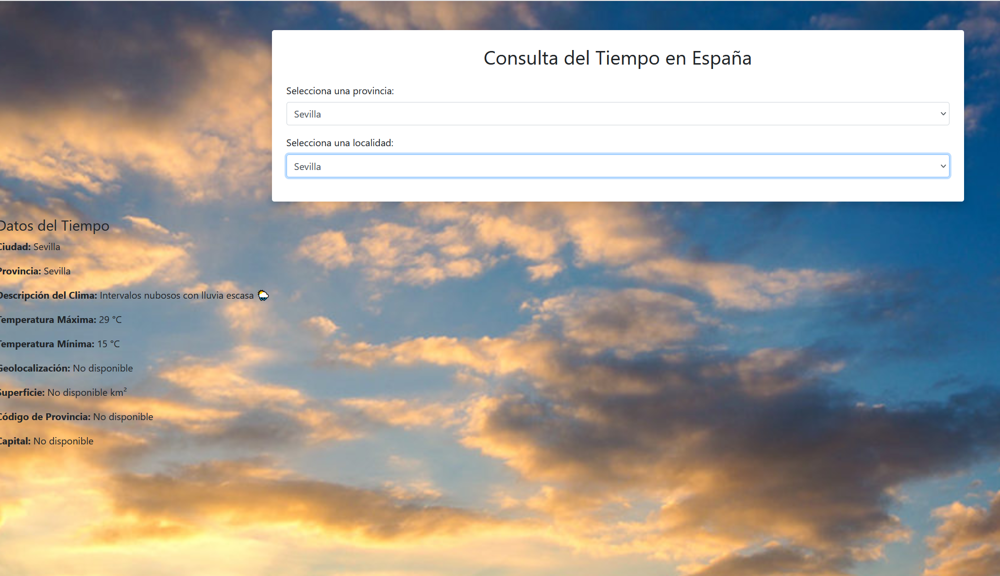 Consulta del Tiempo en España
Selecciona una provincia:
Sevilla
Selecciona una localidad:
Sevilla
Datos del Tiempo
Ciudad: Sevilla
Provincia: Sevilla
Descripción del Clima: Intervalos nubosos con lluvia escasa
Temperatura Máxima: 29 °C
Temperatura Mínima: 15 °C
Geolocalización: No disponible
Superficie: No disponible km²
Código de Provincia: No disponible
Capital: No disponible